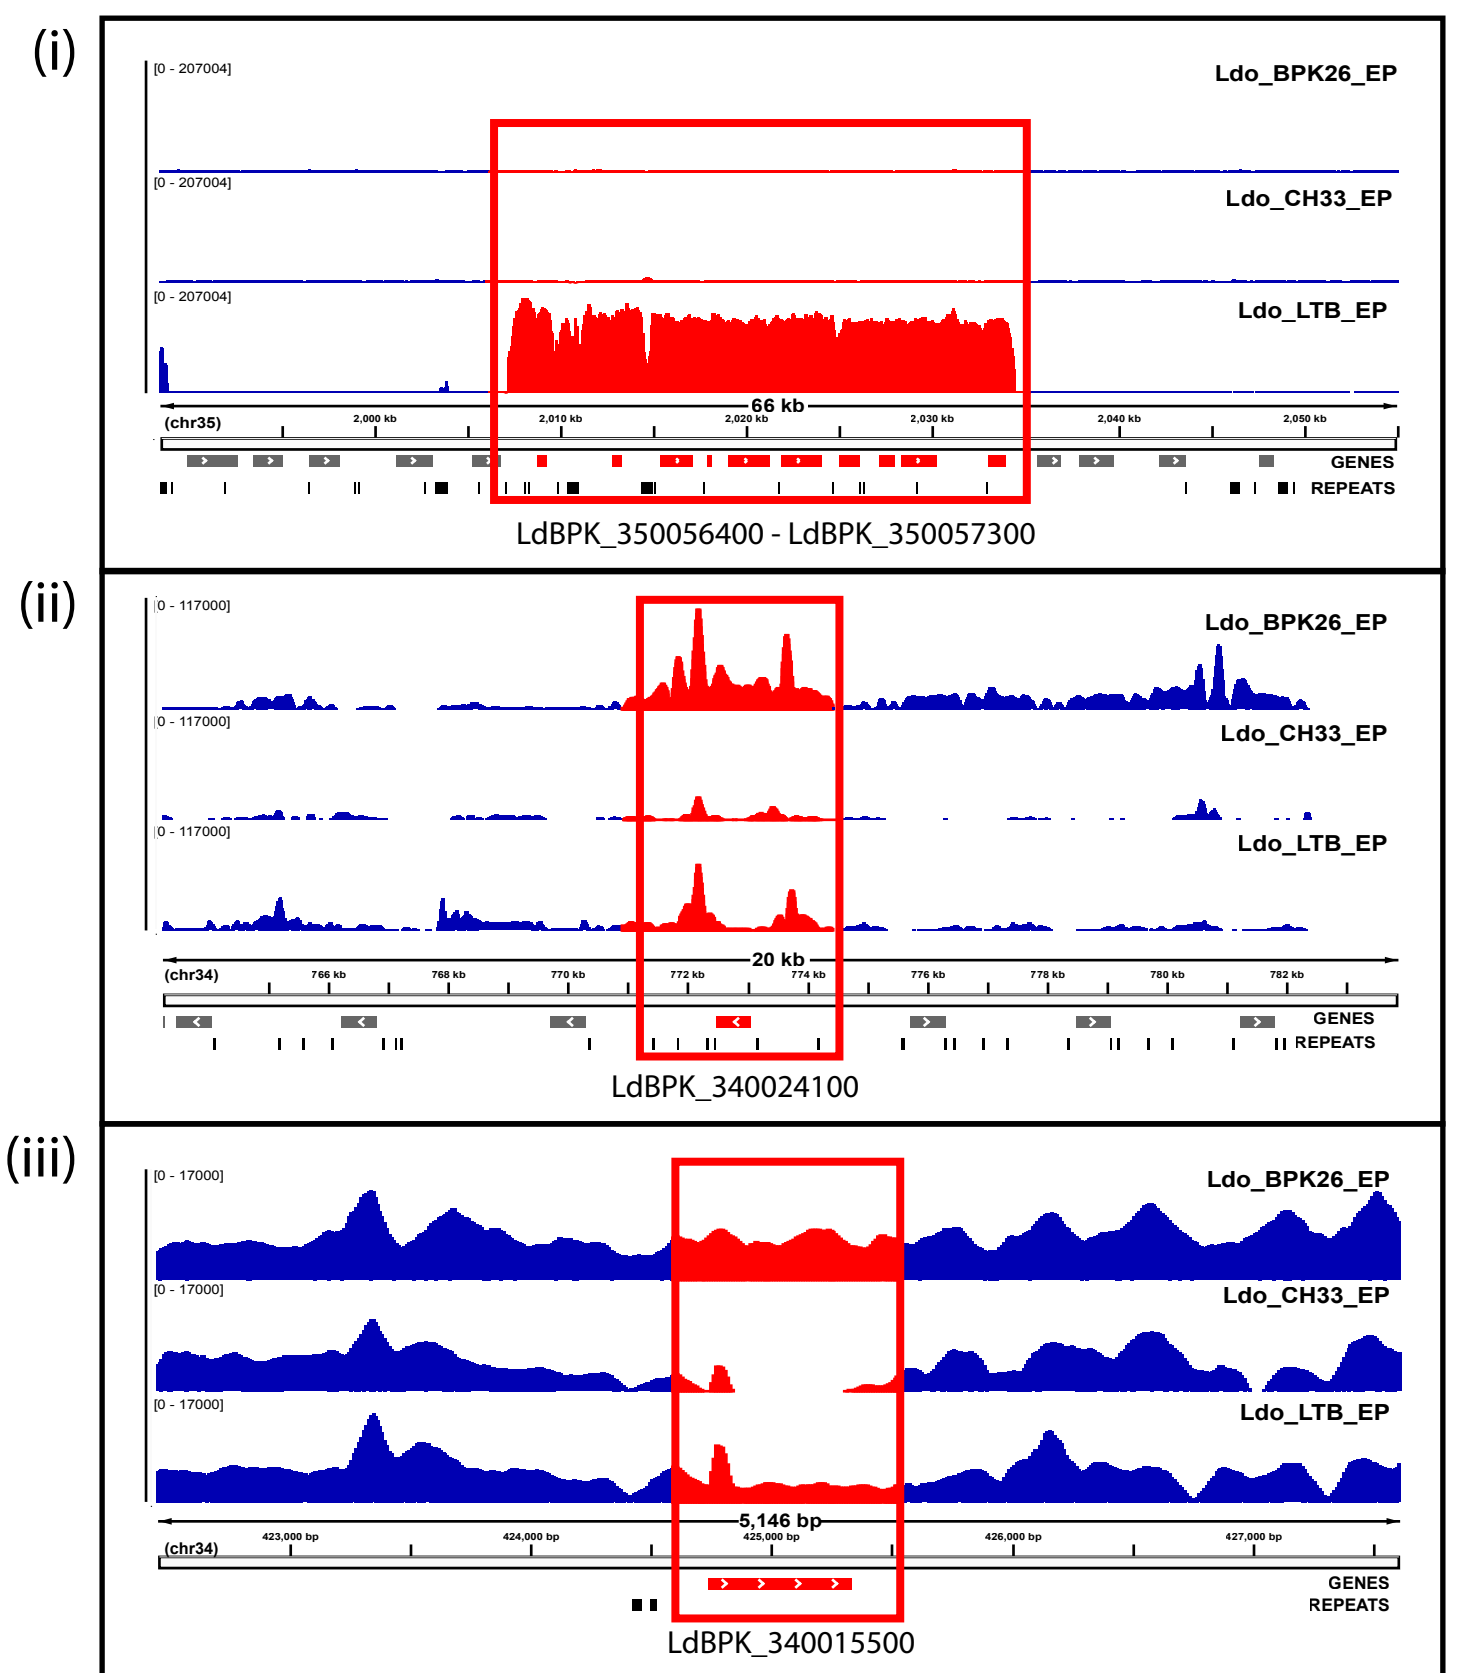 (i)
[0 - 207004]
Ldo_BPK26_EP
[0 - 207004]
Ldo_CH33_EP
[0 - 207004]
Ldo_LTB_EP
66 kb
(chr35)
2,000 kb 2,010 kb 2,020 kb 2,030 kb 2,040 kb 2,050 kb
GENES
REPEATS
LdBPK_350056400 - LdBPK_350057300
(ii)
[0 - 117000]
Ldo_BPK26_EP
[0 - 117000]
Ldo_CH33_EP
[0 - 117000]
Ldo_LTB_EP
20 kb
(chr34)
766 kb 768 kb 770 kb 772 kb 774 kb 776 kb 778 kb 780 kb 782 kb
GENES
REPEATS
LdBPK_340024100
(iii)
[0 - 17000]
Ldo_BPK26_EP
[0 - 17000]
Ldo_CH33_EP
[0 - 17000]
Ldo_LTB_EP
5,146 bp
423,000 bp 424,000 bp 425,000 bp 426,000 bp 427,000 bp
(chr34)
GENES
REPEATS
LdBPK_340015500